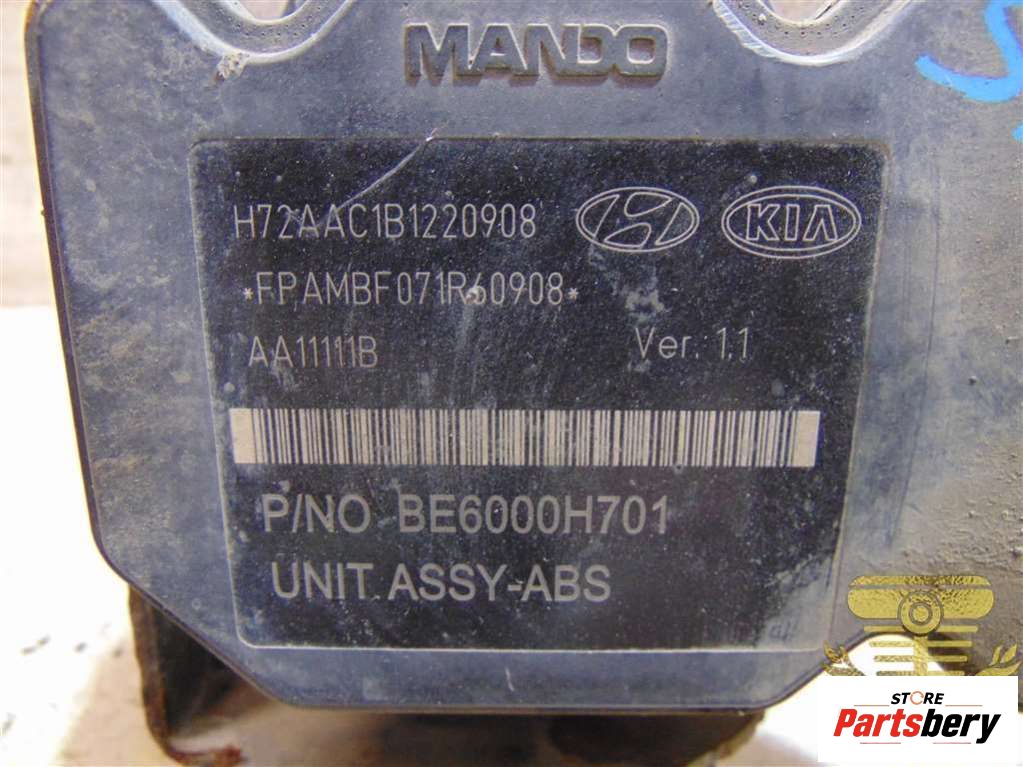 MANDO
H72AAC1B1220908
KIA
*FPAMBF071R60908*
AA11111B Ver. 1.1
P/NO BE6000H701
UNIT ASSY-ABS
STORE
Partsbery